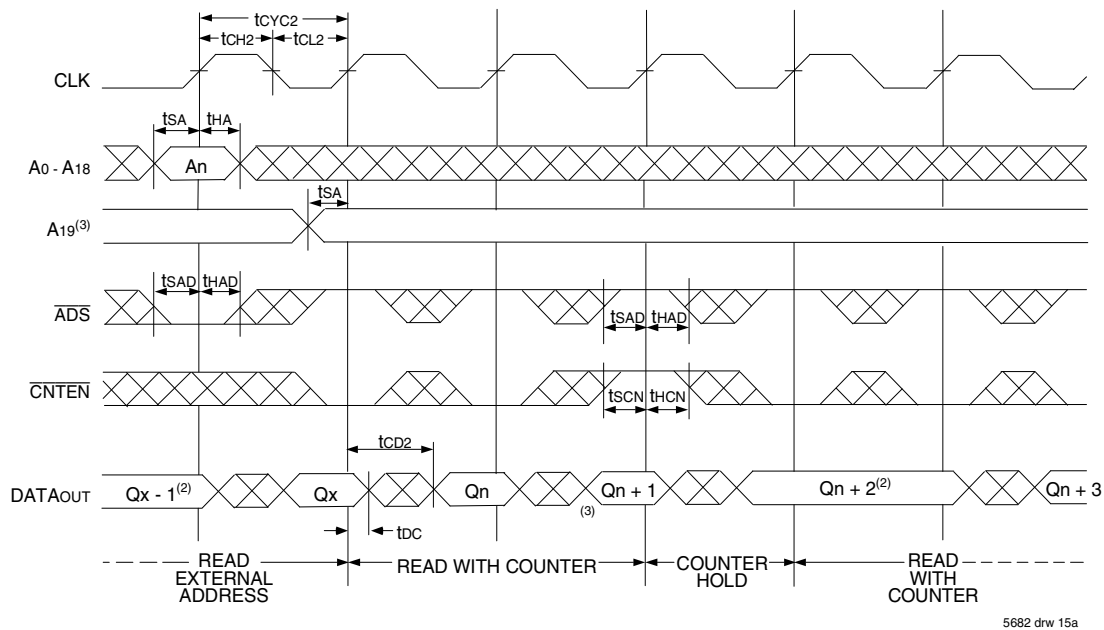 tCYC2
tCH2 tCL2
CLK
tSA tHA
A0 - A18 An
tSA
A19(3)
tSAD tHAD
ADS
tSAD tHAD
CNTEN
tSCN tHCN
tCD2
DATAOUT Qx - 1(2) Qx Qn Qn + 1 Qn + 2(2) Qn + 3
(3)
tDC
READ EXTERNAL ADDRESS
READ WITH COUNTER
COUNTER HOLD
READ WITH COUNTER
5682 drw 15a